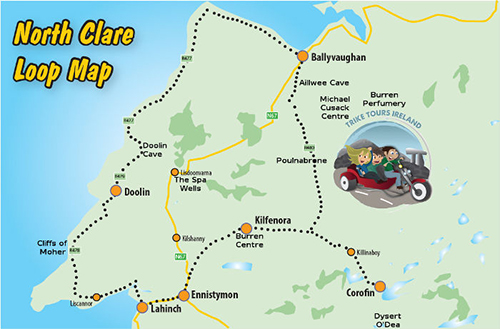 North Clare
Loop Map
R477
Ballyvaughan
Aillwee Cave
Michael
Cusack
Centre
Burren
Perfumery
TRIKE TOURS IRELAND
N67
R477
Doolin
Cave
Lisdoonvarna
The Spa
Wells
Poulnabrone
R480
R479
Doolin
Kilfenora
Burren
Centre
Kilshanny
Cliffs of
Moher
R478
N67
Killinaboy
Liscannor
Ennistymon
Lahinch
Corofin
Dysert
O'Dea